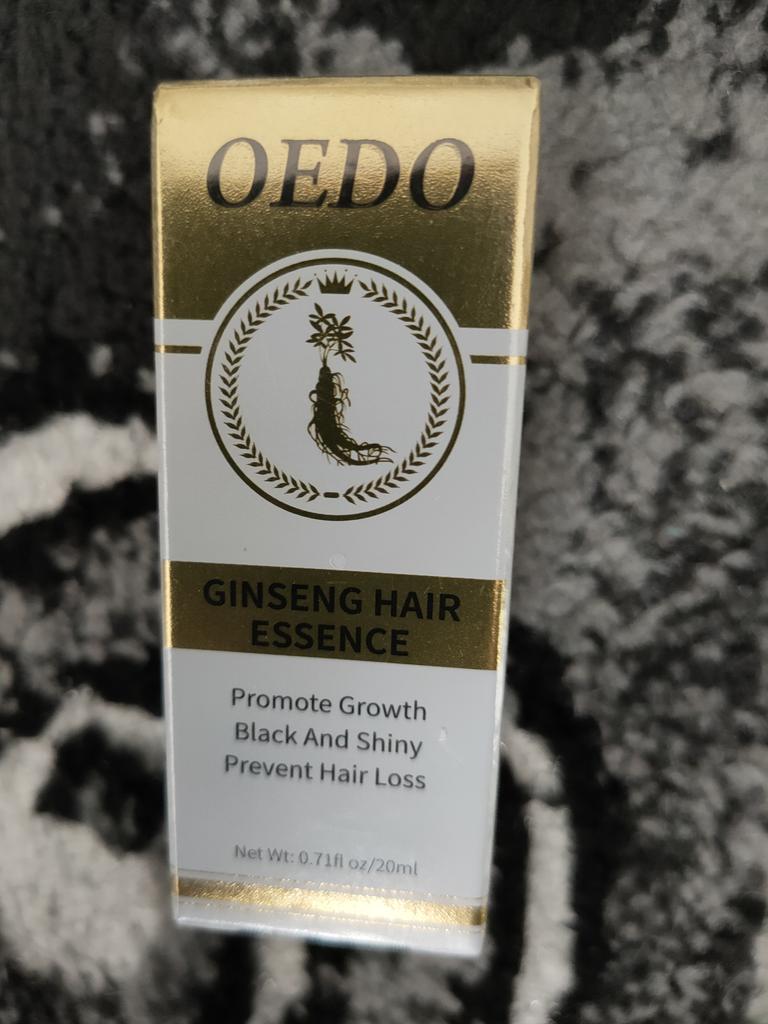 OEDO
GINSENG HAIR
ESSENCE
Promote Growth
Black And Shiny
Prevent Hair Loss
Net Wt: 0.71fl oz/20ml